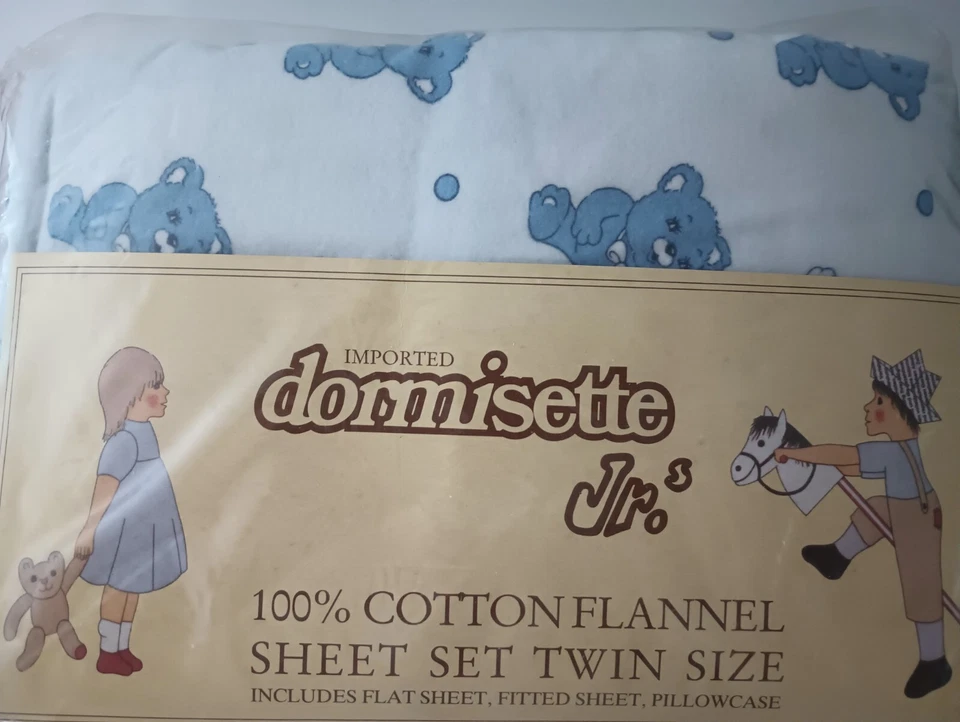 IMPORTED
dormisette
Jr.s
100% COTTON FLANNEL
SHEET SET TWIN SIZE
INCLUDES FLAT SHEET, FITTED SHEET, PILLOWCASE